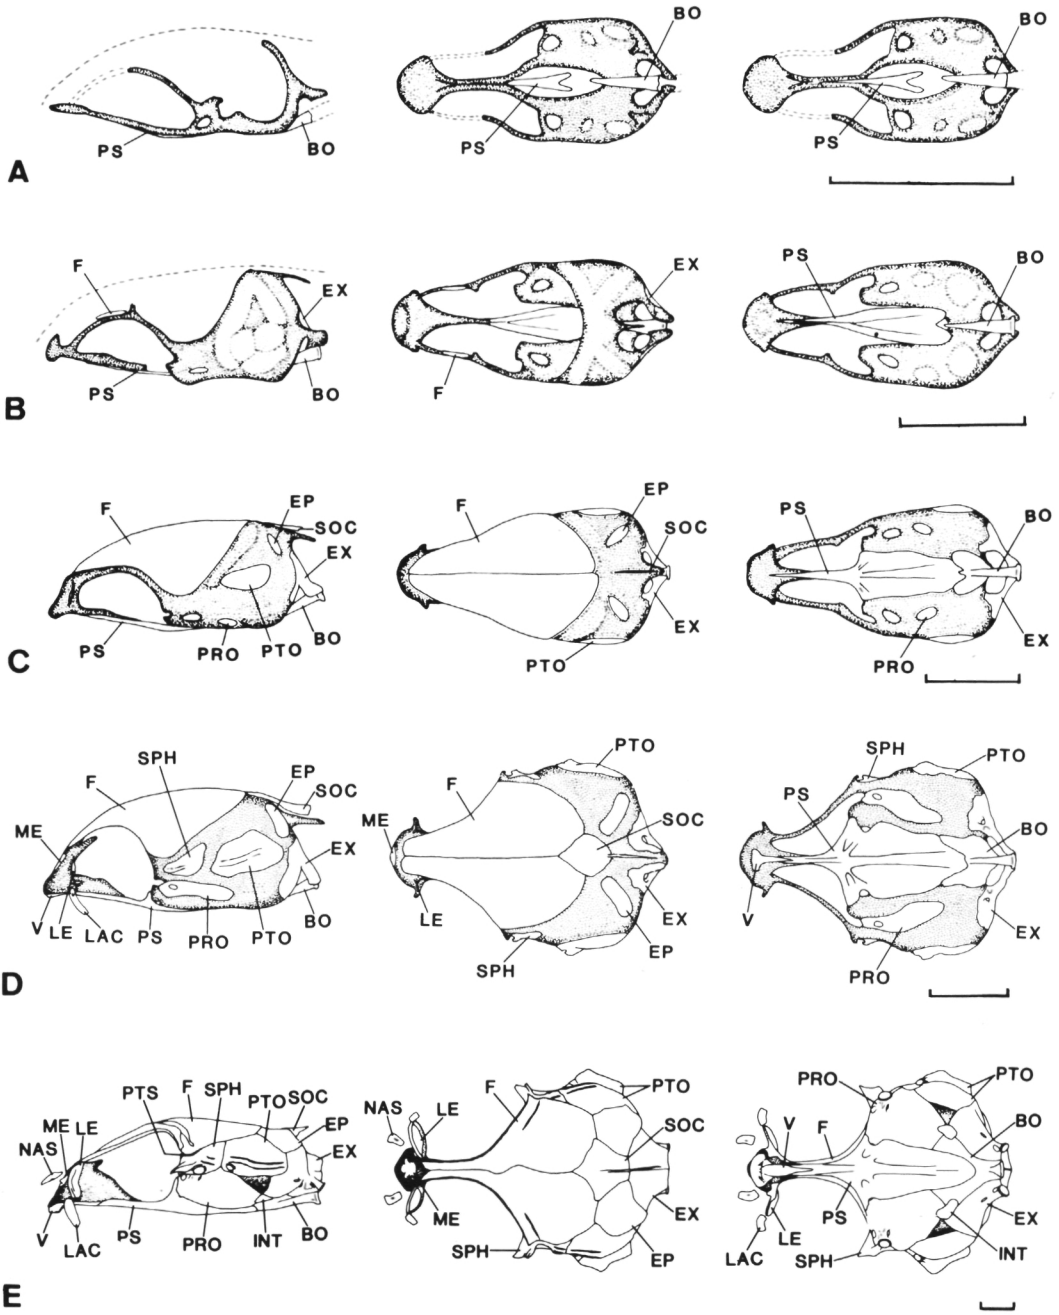 BO BO
PS BO PS PS
A
F EX EX PS BO
PS BO F
B
F EP SOC EX F EP SOC PS BO
PS PRO PTO BO PTO EX PRO EX
C
SPH F EP SOC PTO F SPH PTO
ME EX ME SOC PS BO
V LE LAC PS PRO PTO BO LE EX V EX
SPH EP PRO
D
PTS F SPH PTO SOC F PTO PRO PTO
ME LE EP NAS LE SOC V F BO
NAS EX
V LAC PS PRO INT BO ME EX PS EX
SPH EP LAC LE SPH INT
E